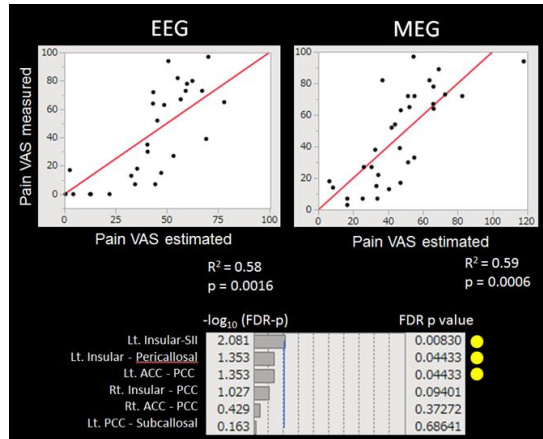 EEG MEG
Pain VAS measured
100
80
60
40
20
0
0 25 50 75 100
Pain VAS estimated
100
80
60
40
20
0
0 20 40 60 80 100 120
Pain VAS estimated
R² = 0.58
p = 0.0016
R² = 0.59
p = 0.0006
-log₁₀ (FDR-p) FDR p value
Lt. Insular-SII 2.081 0.00830
Lt. Insular - Pericallosal 1.353 0.04433
Lt. ACC - PCC 1.353 0.04433
Rt. Insular - PCC 1.027 0.09401
Rt. ACC - PCC 0.429 0.37272
Lt. PCC - Subcallosal 0.163 0.68641